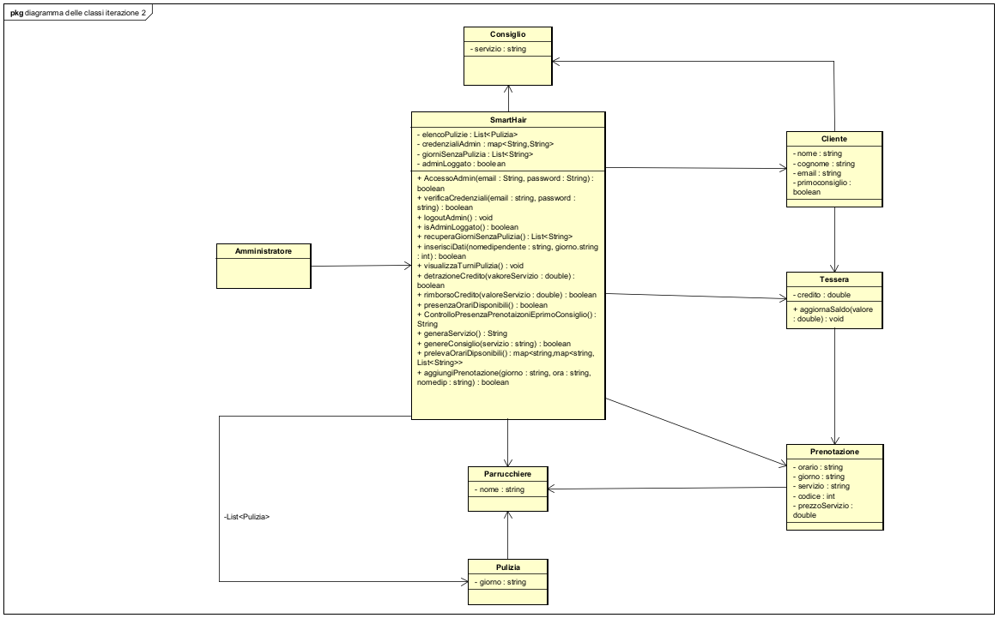 pkg diagramma delle classi iterazione 2
Consiglio
- servizio : string
SmartHair
- elencoPulizie : List<Pulizia>
- credenzialiAdmin : map<String,String>
- giorniSenzaPulizia : List<String>
- adminLoggato : boolean
+ AccessoAdmin(email : String, password : String) :
boolean
+ verificaCredenziali(email : string, password :
string) : boolean
+ logoutAdmin() : void
+ isAdminLoggato() : boolean
+ recuperaGiorniSenzaPulizia() : List<String>
+ inserisciDati(nomedipendente : string, giorno.string
: int) : boolean
+ visualizzaTurniPulizia() : void
+ detrazioneCredito(vakoreServizio : double) :
boolean
+ rimborsoCredito(valoreServizio : double) : boolean
+ presenzaOrariDisponibili() : boolean
+ ControlloPresenzaPrenotaizoniEprimoConsiglio() :
String
+ generaServizio() : String
+ genereConsiglio(servizio : string) : boolean
+ prelevaOrariDipsonibili() : map<string,map<string,
List<String>>
+ aggiungiPrenotazione(giorno : string, ora : string,
nomedip : string) : boolean
Cliente
- nome : string
- cognome : string
- email : string
- primoconsiglio :
boolean
Amministratore
Tessera
- credito : double
+ aggiornaSaldo(valore
: double) : void
Prenotazione
- orario : string
- giorno : string
- servizio : string
- codice : int
- prezzoServizio :
double
Parrucchiere
- nome : string
-List<Pulizia>
Pulizia
- giorno : string